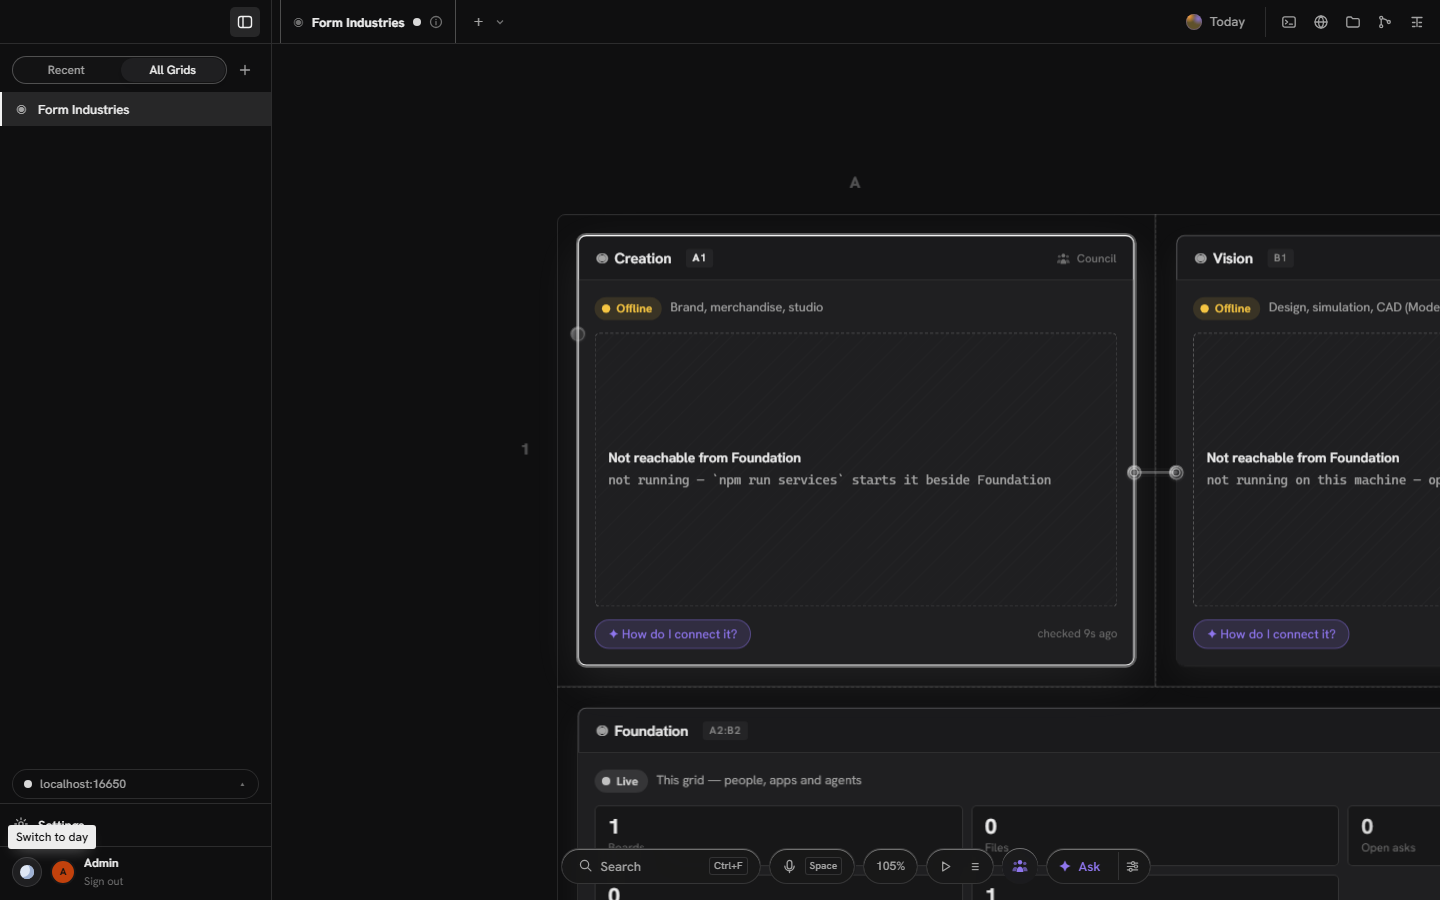 Form Industries
Today
Recent
All Grids
Form Industries
A
1
Creation A1
Council
Offline
Brand, merchandise, studio
Not reachable from Foundation
not running — `npm run services` starts it beside Foundation
✦ How do I connect it?
checked 9s ago
Vision B1
Offline
Design, simulation, CAD (Mode
Not reachable from Foundation
not running on this machine — op
✦ How do I connect it?
Foundation A2:B2
Live
This grid — people, apps and agents
1
Boards
0
Files
0
Open asks
0
1
localhost:16650
Settings
Switch to day
A
Admin
Sign out
Search Ctrl+F
Space
105%
Ask